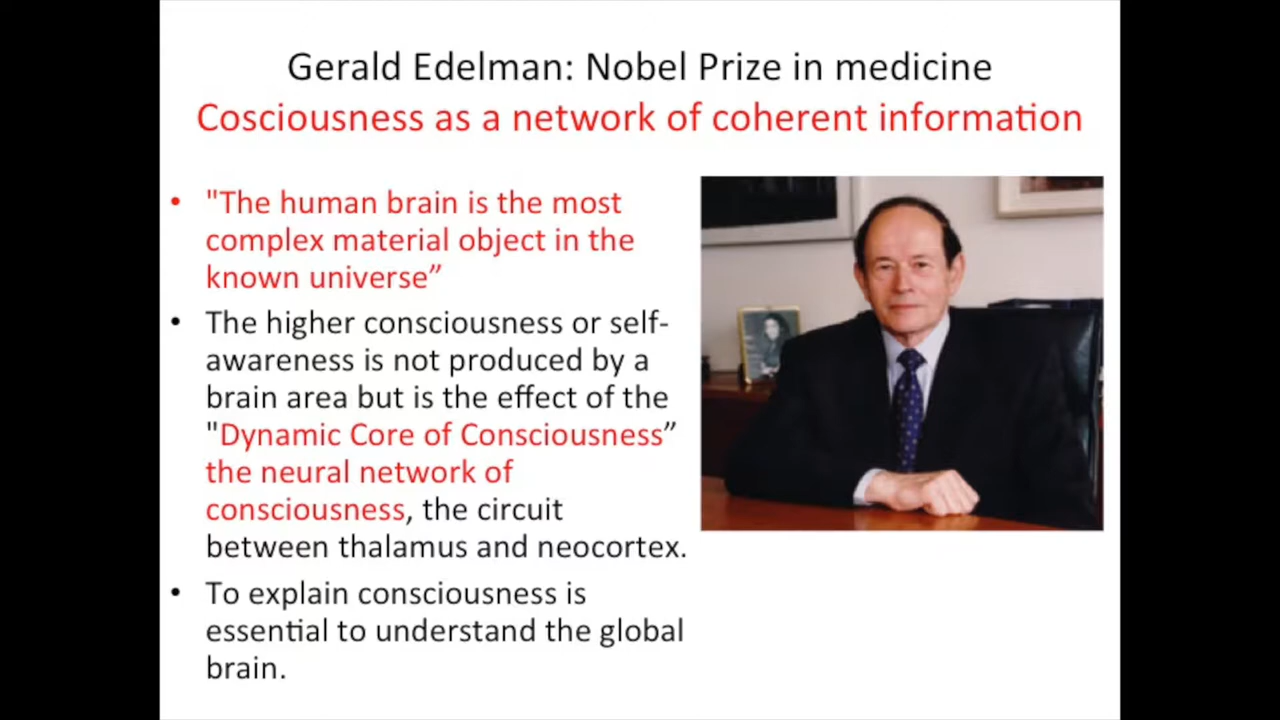 Gerald Edelman: Nobel Prize in medicine
Cosciousness as a network of coherent information
• "The human brain is the most
complex material object in the
known universe”
• The higher consciousness or self-
awareness is not produced by a
brain area but is the effect of the
"Dynamic Core of Consciousness”
the neural network of
consciousness, the circuit
between thalamus and neocortex.
• To explain consciousness is
essential to understand the global
brain.